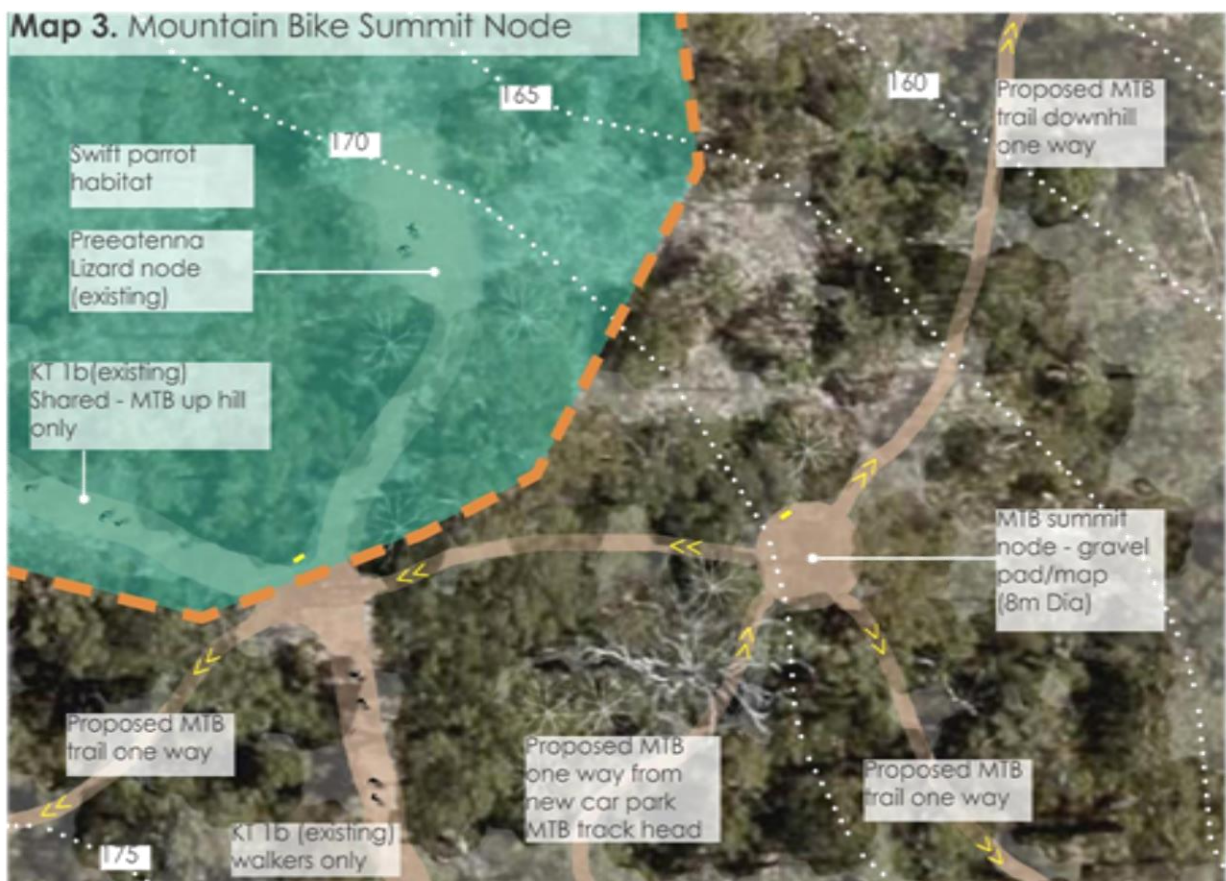 Map 3. Mountain Bike Summit Node
165
160
170
Proposed MTB
trail downhill
one way
Swift parrot
habitat
Preeatenna
Lizard node
(existing)
KT 1b(existing)
Shared - MTB up hill
only
MTB summit
node - gravel
pad/map
(8m Dia)
Proposed MTB
trail one way
Proposed MTB
one way from
new car park
MTB track head
Proposed MTB
trail one way
KT 1b (existing)
walkers only
175